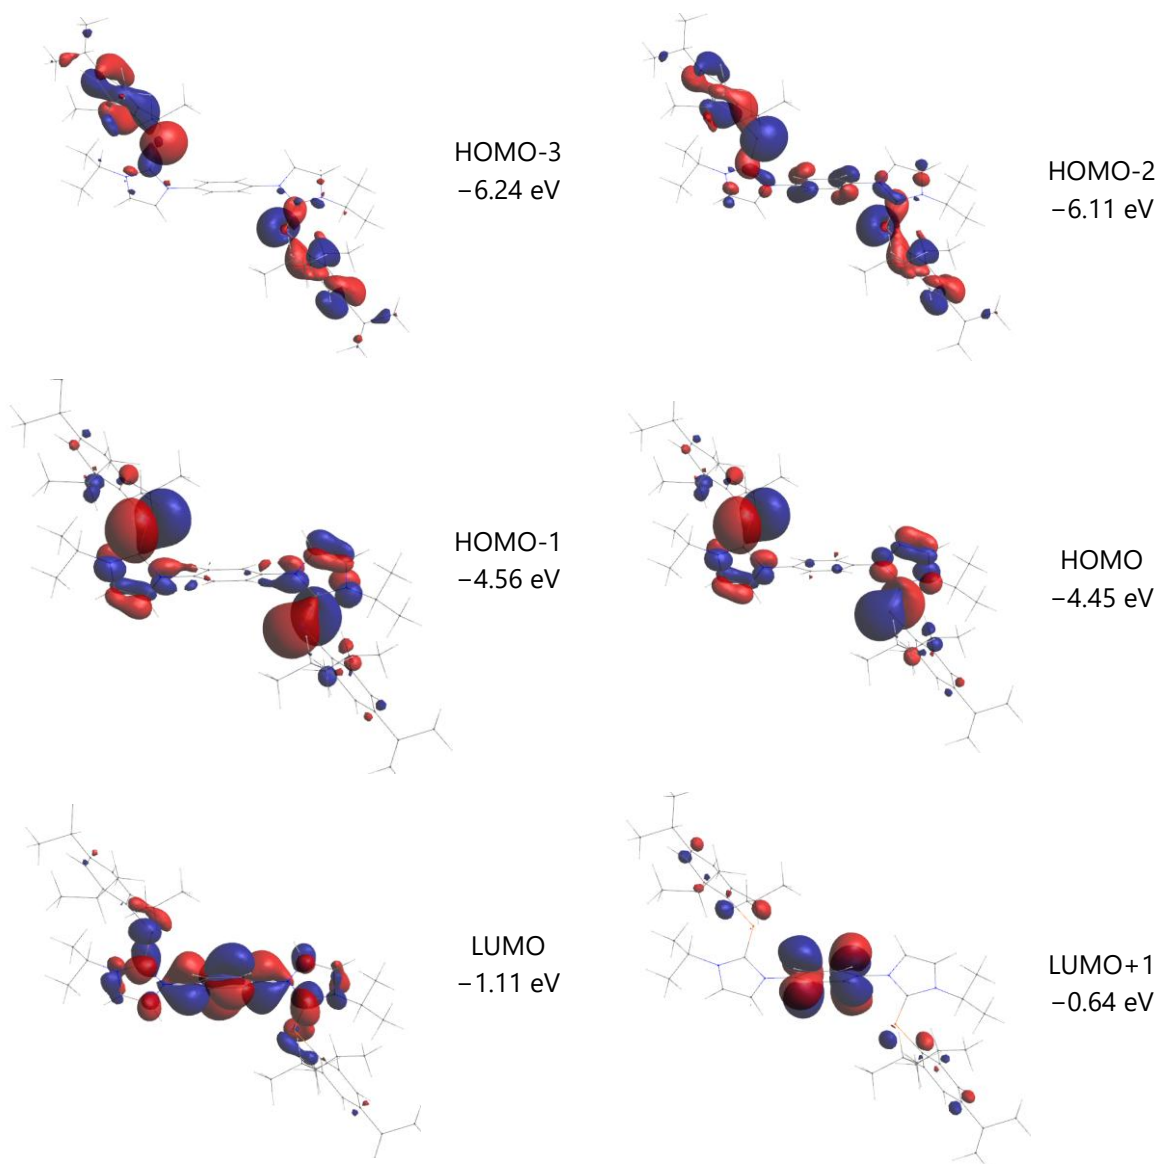 HOMO-3
−6.24 eV
HOMO-2
−6.11 eV
HOMO-1
−4.56 eV
HOMO
−4.45 eV
LUMO
−1.11 eV
LUMO+1
−0.64 eV